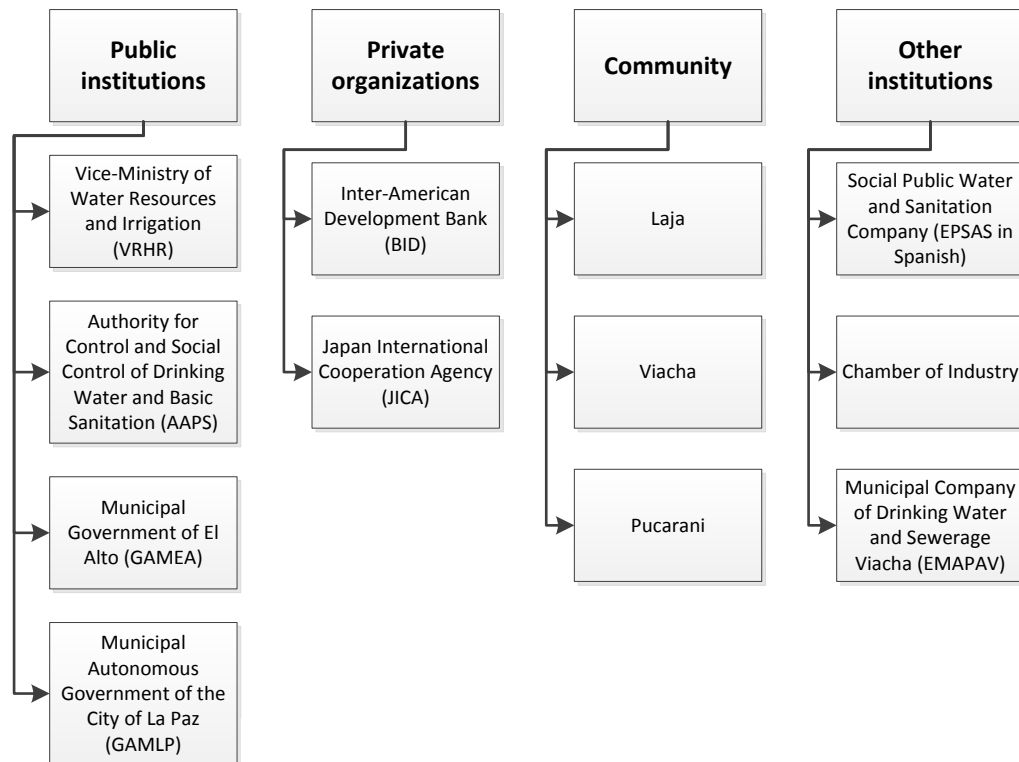 Public
institutions
Vice-Ministry of
Water Resources
and Irrigation
(VRHR)
Authority for
Control and Social
Control of Drinking
Water and Basic
Sanitation (AAPS)
Municipal
Government of El
Alto (GAMEA)
Municipal
Autonomous
Government of the
City of La Paz
(GAMLP)
Private
organizations
Inter-American
Development Bank
(BID)
Japan International
Cooperation Agency
(JICA)
Community
Laja
Viacha
Pucarani
Other
institutions
Social Public Water
and Sanitation
Company (EPSAS in
Spanish)
Chamber of Industry
Municipal Company
of Drinking Water
and Sewerage
Viacha (EMAPAV)